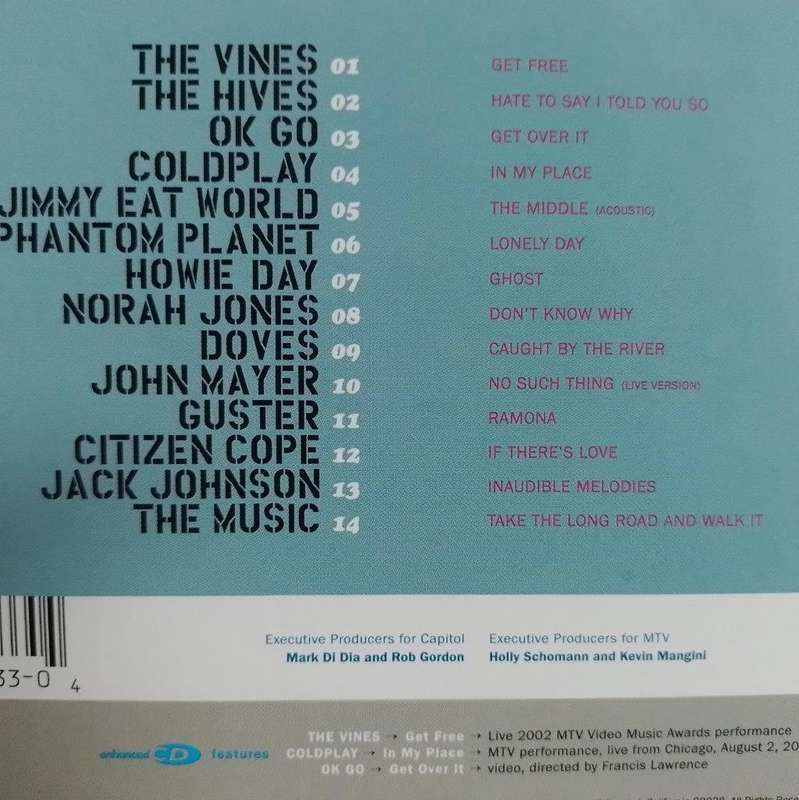 THE VINES 01 GET FREE
THE HIVES 02 HATE TO SAY I TOLD YOU SO
OK GO 03 GET OVER IT
COLDPLAY 04 IN MY PLACE
JIMMY EAT WORLD 05 THE MIDDLE (ACOUSTIC)
PHANTOM PLANET 06 LONELY DAY
HOWIE DAY 07 GHOST
NORAH JONES 08 DON'T KNOW WHY
DOVES 09 CAUGHT BY THE RIVER
JOHN MAYER 10 NO SUCH THING (LIVE VERSION)
GUSTER 11 RAMONA
CITIZEN COPE 12 IF THERE'S LOVE
JACK JOHNSON 13 INAUDIBLE MELODIES
THE MUSIC 14 TAKE THE LONG ROAD AND WALK IT
Executive Producers for Capitol
Mark Di Dia and Rob Gordon
Executive Producers for MTV
Holly Schomann and Kevin Mangini
33-0 4
enhanced CD features
THE VINES → Get Free → Live 2002 MTV Video Music Awards performance
COLDPLAY → In My Place → MTV performance, live from Chicago, August 2, 20
OK GO → Get Over It → video, directed by Francis Lawrence